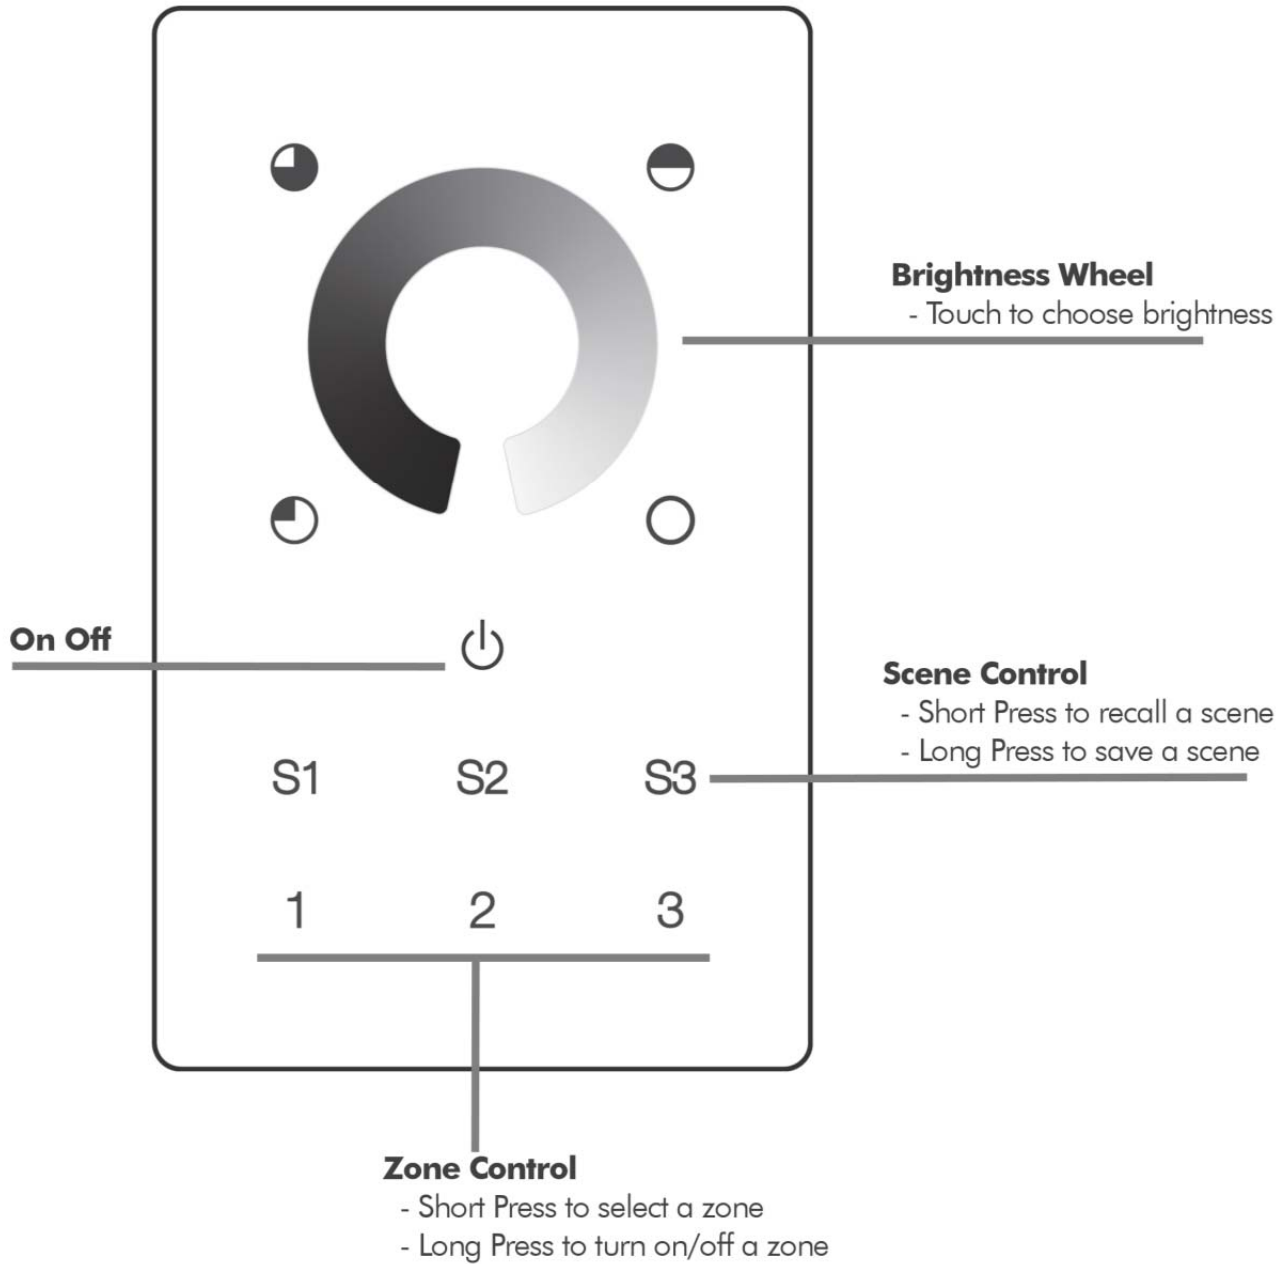 Brightness Wheel
- Touch to choose brightness
On Off
Scene Control
- Short Press to recall a scene
- Long Press to save a scene
S1 S2 S3
1 2 3
Zone Control
- Short Press to select a zone
- Long Press to turn on/off a zone